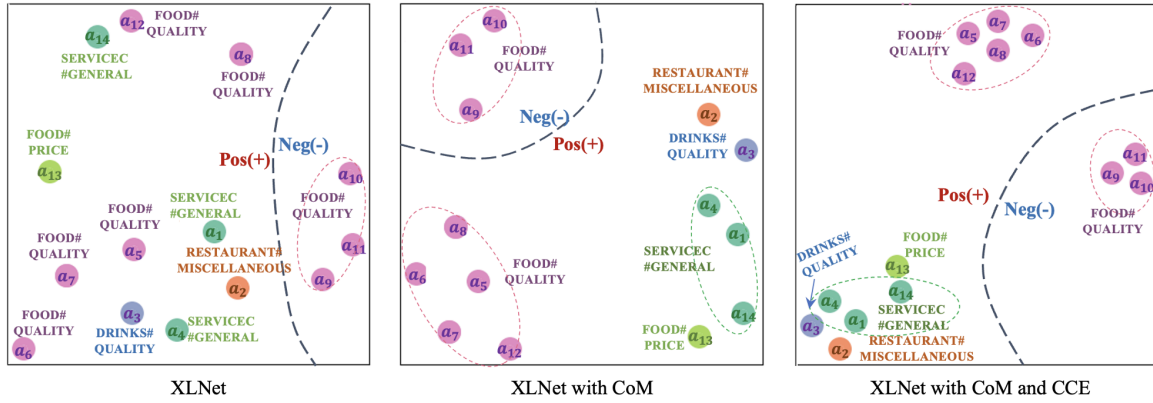 a12
FOOD#
QUALITY
a14
SERVICEC
#GENERAL
a8
FOOD#
QUALITY
FOOD#
PRICE
a13
Pos(+)
Neg(-)
a10
FOOD#
QUALITY
a11
a9
SERVICEC
#GENERAL
a1
FOOD#
QUALITY
a5
FOOD#
QUALITY
a7
RESTAURANT#
MISCELLANEOUS
a2
a3
DRINKS#
QUALITY
a4
SERVICEC
#GENERAL
FOOD#
QUALITY
a6
XLNet
a10
a11
FOOD#
QUALITY
a9
Neg(-)
Pos(+)
RESTAURANT#
MISCELLANEOUS
a2
DRINKS#
QUALITY
a3
a4
a1
SERVICEC
#GENERAL
a14
FOOD#
PRICE
a13
a8
a6
a5
FOOD#
QUALITY
a7
a12
XLNet with CoM
FOOD#
QUALITY
a7
a5
a6
a8
a12
a11
a9
a10
FOOD#
QUALITY
Pos(+)
Neg(-)
DRINKS#
QUALITY
FOOD#
PRICE
a13
a14
a4
a1
SERVICEC
#GENERAL
a3
a2
RESTAURANT#
MISCELLANEOUS
XLNet with CoM and CCE